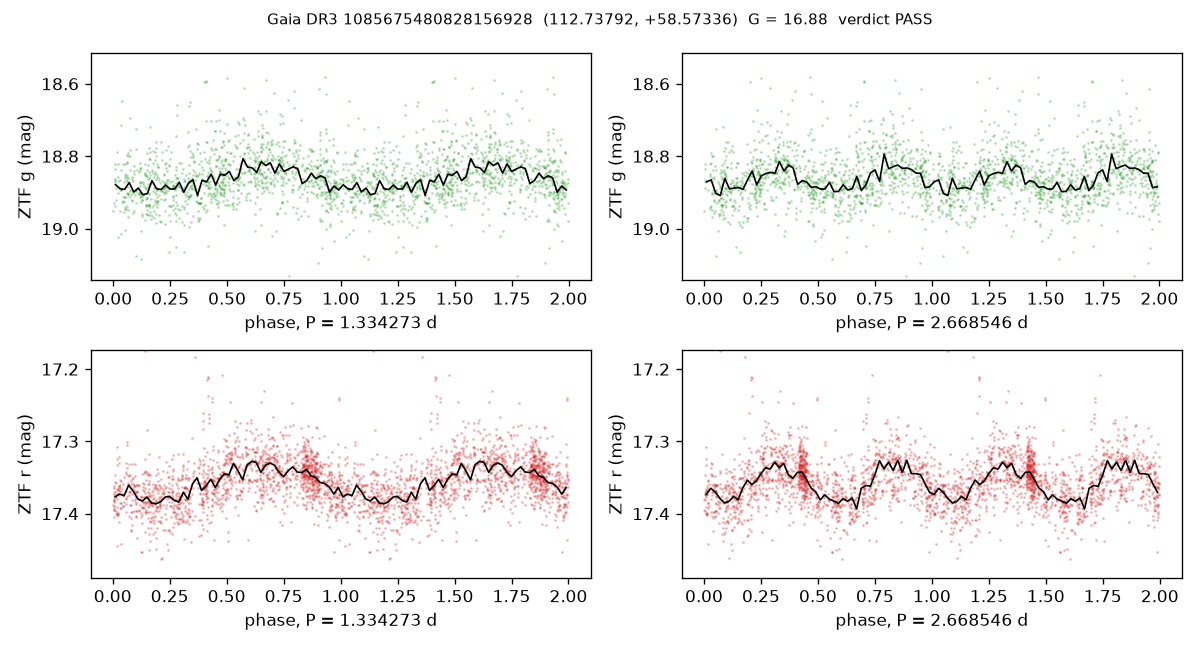 Gaia DR3 1085675480828156928 (112.73792, +58.57336) G = 16.88 verdict PASS
ZTF g (mag)
18.6
18.8
19.0
0.00 0.25 0.50 0.75 1.00 1.25 1.50 1.75 2.00
phase, P = 1.334273 d
ZTF g (mag)
18.6
18.8
19.0
0.00 0.25 0.50 0.75 1.00 1.25 1.50 1.75 2.00
phase, P = 2.668546 d
ZTF r (mag)
17.2
17.3
17.4
0.00 0.25 0.50 0.75 1.00 1.25 1.50 1.75 2.00
phase, P = 1.334273 d
ZTF r (mag)
17.2
17.3
17.4
0.00 0.25 0.50 0.75 1.00 1.25 1.50 1.75 2.00
phase, P = 2.668546 d